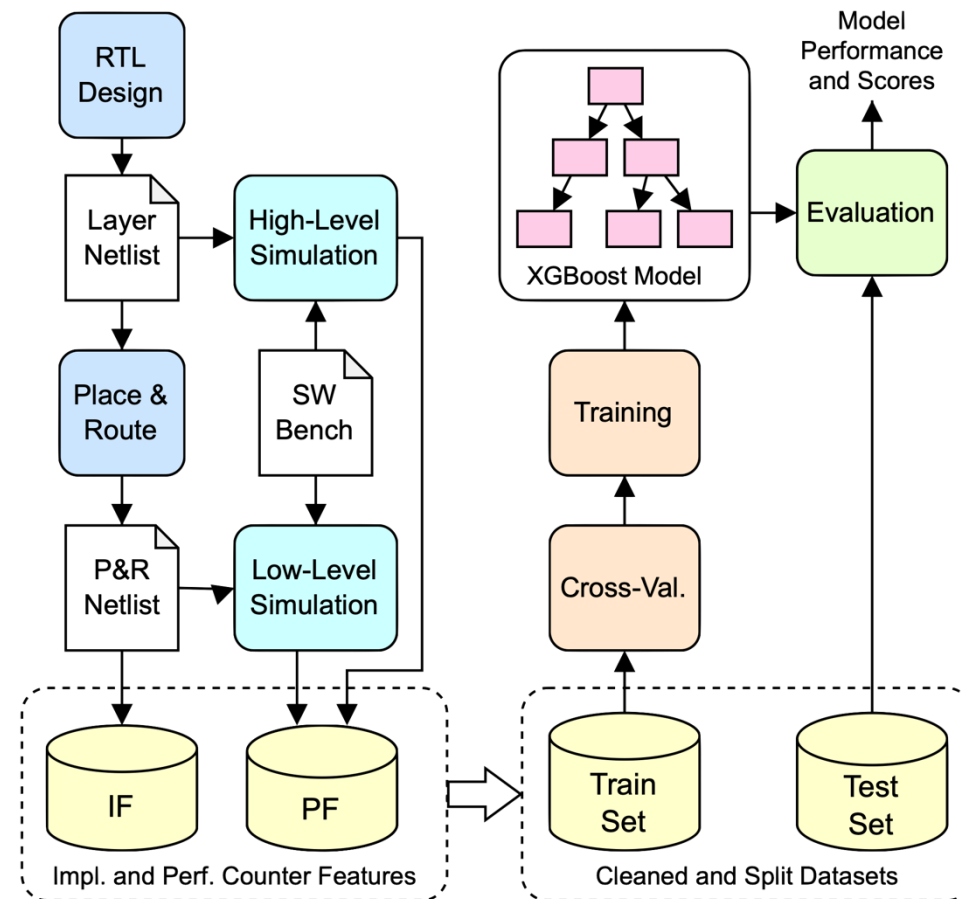 RTL
Design
Layer
Netlist
High-Level
Simulation
Place &
Route
SW
Bench
P&R
Netlist
Low-Level
Simulation
IF
PF
Impl. and Perf. Counter Features
Model
Performance
and Scores
XGBoost Model
Evaluation
Training
Cross-Val.
Train
Set
Test
Set
Cleaned and Split Datasets